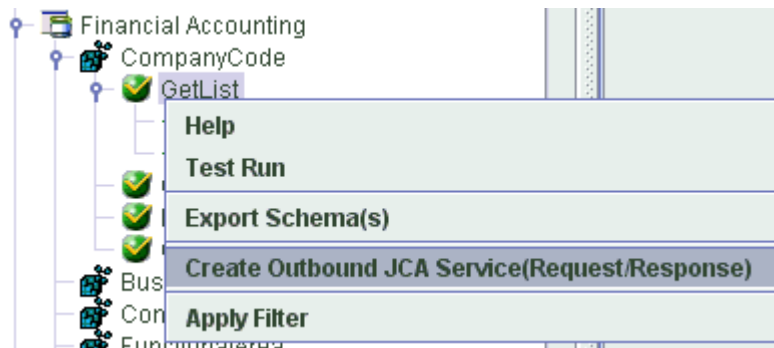 Financial Accounting
CompanyCode
GetList
Help
Test Run
Export Schema(s)
Create Outbound JCA Service(Request/Response)
Bus
Con
Apply Filter
FunctionalArea